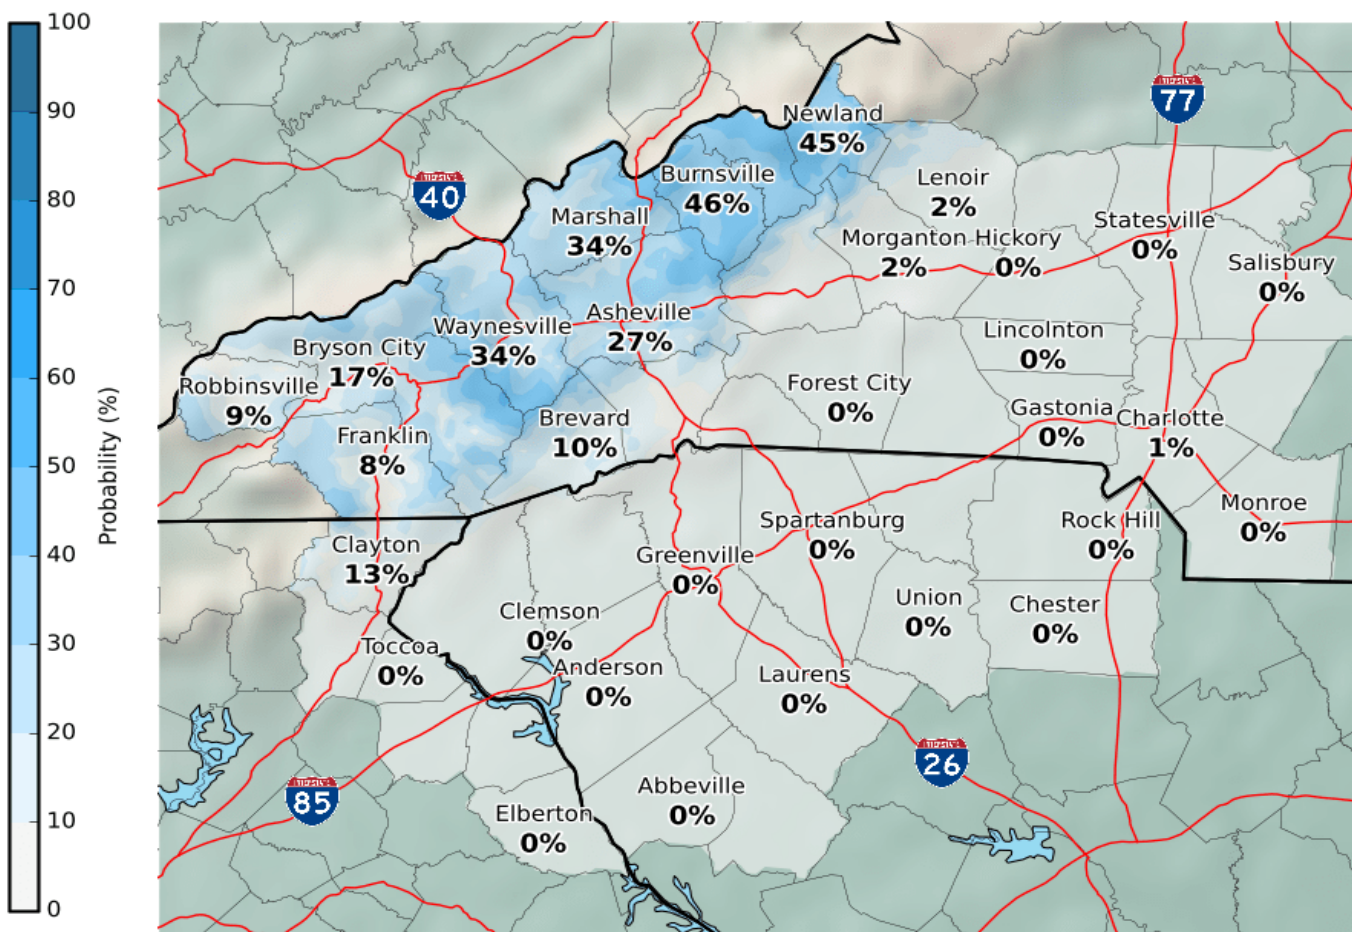 100
90
80
70
60
50
40
30
20
10
0
Probability (%)
INTERSTATE
77
Newland
45%
INTERSTATE
40
Burnsville
46%
Lenoir
2%
Marshall
34%
Statesville
0%
Morganton
2%
Hickory
0%
Salisbury
0%
Asheville
27%
Waynesville
34%
Lincolnton
0%
Bryson City
17%
Robbinsville
9%
Forest City
0%
Brevard
10%
Gastonia
0%
Charlotte
1%
Franklin
8%
Monroe
0%
Spartanburg
0%
Rock Hill
0%
Clayton
13%
Greenville
0%
Union
0%
Chester
0%
Clemson
0%
Toccoa
0%
Anderson
0%
Laurens
0%
INTERSTATE
26
INTERSTATE
85
Abbeville
0%
Elberton
0%